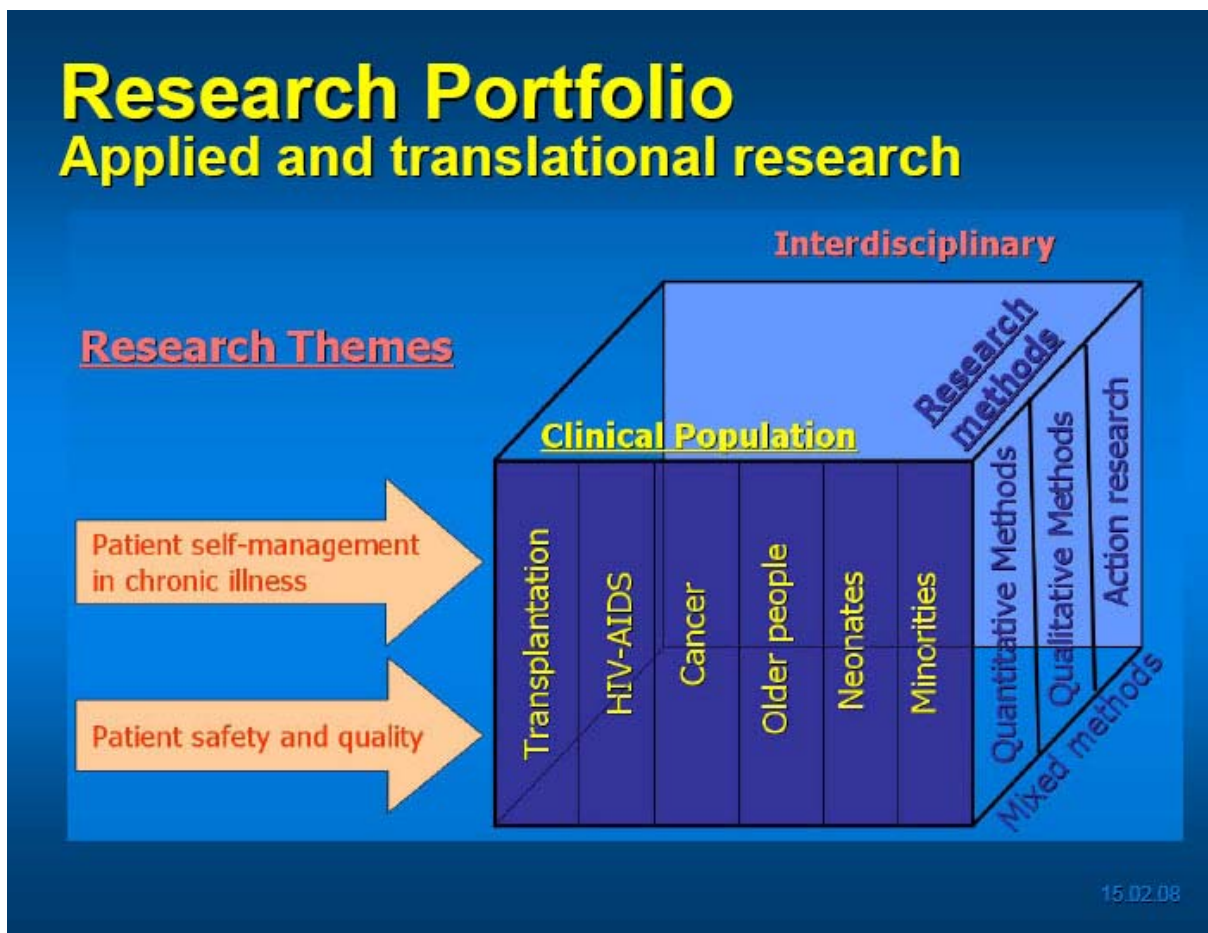 Research Portfolio
Applied and translational research
Interdisciplinary
Research Themes
Research
methods
Clinical Population
Patient self-management
in chronic illness
Patient safety and quality
Transplantation
HIV-AIDS
Cancer
Older people
Neonates
Minorities
Quantitative Methods
Qualitative Methods
Action research
Mixed methods
15.02.08